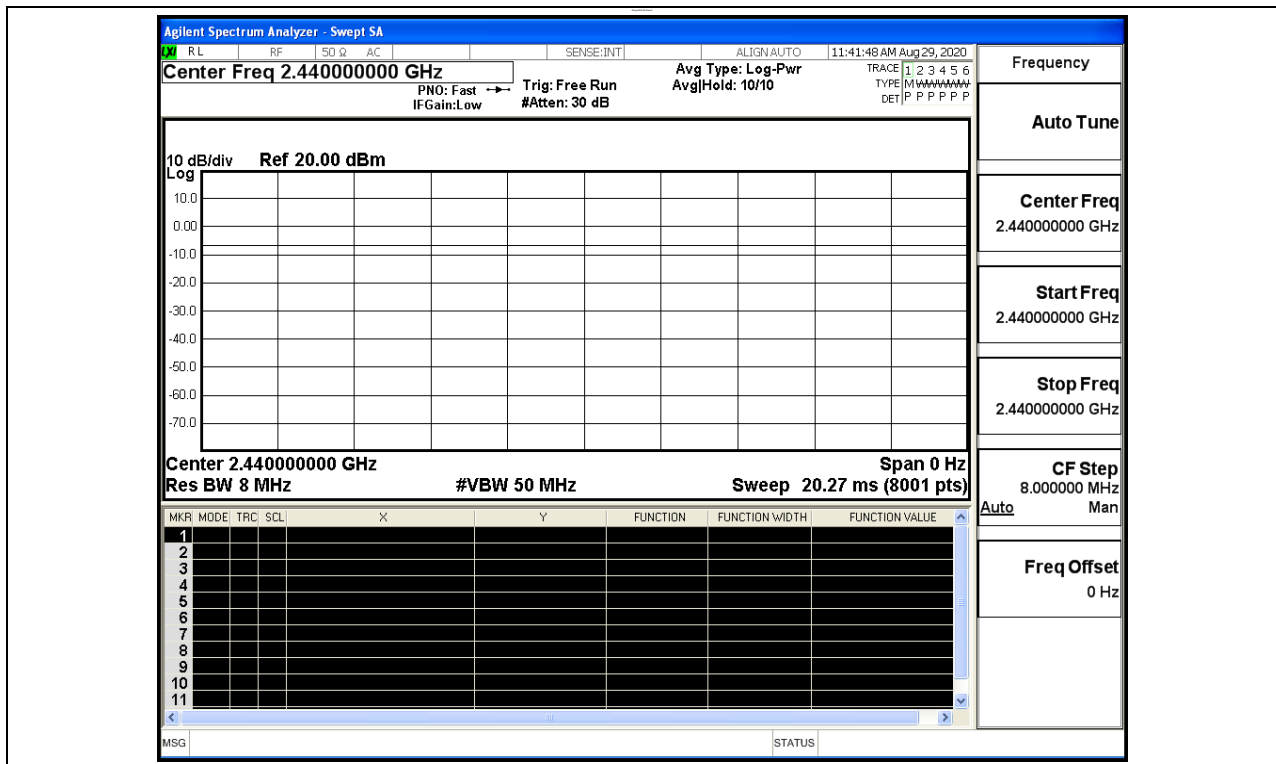 Agilent Spectrum Analyzer - Swept SA
LXI RL RF 50 Ω AC SENSE:INT ALIGN AUTO 11:41:48 AM Aug 29, 2020
Center Freq 2.440000000 GHz
PNO: Fast
IFGain:Low
Trig: Free Run
#Atten: 30 dB
Avg Type: Log-Pwr
Avg|Hold: 10/10
TRACE 1 2 3 4 5 6
TYPE M W W W W W
DET P P P P P P
10 dB/div Ref 20.00 dBm
Log
10.0
0.00
-10.0
-20.0
-30.0
-40.0
-50.0
-60.0
-70.0
Center 2.440000000 GHz Span 0 Hz
Res BW 8 MHz #VBW 50 MHz Sweep 20.27 ms (8001 pts)
MKR MODE TRC SCL X Y FUNCTION FUNCTION WIDTH FUNCTION VALUE
1
2
3
4
5
6
7
8
9
10
11
MSG STATUS
Frequency
Auto Tune
Center Freq
2.440000000 GHz
Start Freq
2.440000000 GHz
Stop Freq
2.440000000 GHz
CF Step
8.000000 MHz
Auto Man
Freq Offset
0 Hz